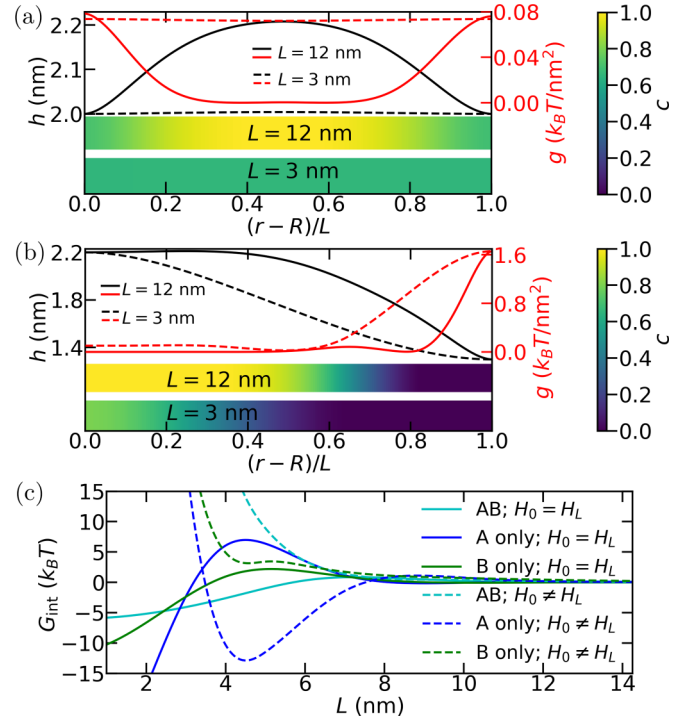 (a)
2.2
2.1
2.0
h (nm)
L = 12 nm
L = 3 nm
0.08
0.04
0.00
g (k_BT/nm²)
L = 12 nm
L = 3 nm
0.0 0.2 0.4 0.6 0.8 1.0
(r − R)/L
1.0
0.8
0.6
0.4
0.2
0.0
c
(b)
2.2
1.8
1.4
h (nm)
L = 12 nm
L = 3 nm
1.6
0.8
0.0
g (k_BT/nm²)
L = 12 nm
L = 3 nm
0.0 0.2 0.4 0.6 0.8 1.0
(r − R)/L
1.0
0.8
0.6
0.4
0.2
0.0
c
(c)
15
10
5
0
−5
−10
−15
G_int (k_BT)
AB; H_0 = H_L
A only; H_0 = H_L
B only; H_0 = H_L
AB; H_0 ≠ H_L
A only; H_0 ≠ H_L
B only; H_0 ≠ H_L
2 4 6 8 10 12 14
L (nm)